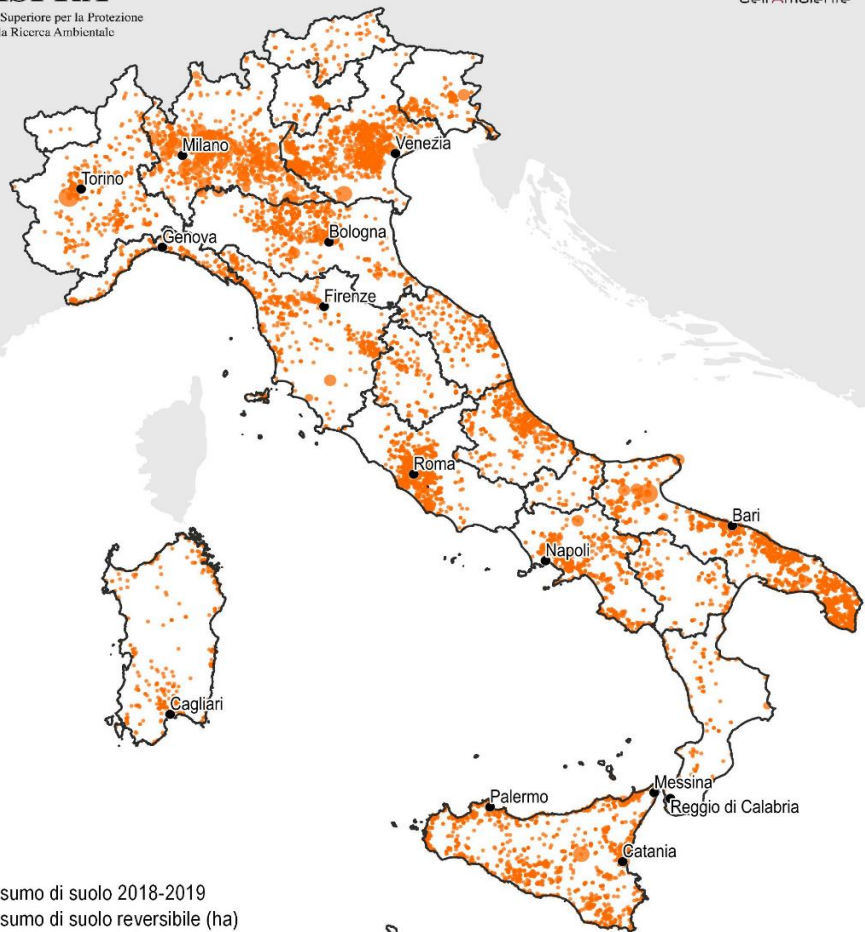 Superiore per la Protezione
la Ricerca Ambientale
Milano
Venezia
Torino
Genova
Bologna
Firenze
Roma
Bari
Napoli
Cagliari
Messina
Palermo
Reggio di Calabria
Catania
sumo di suolo 2018-2019
sumo di suolo reversibile (ha)